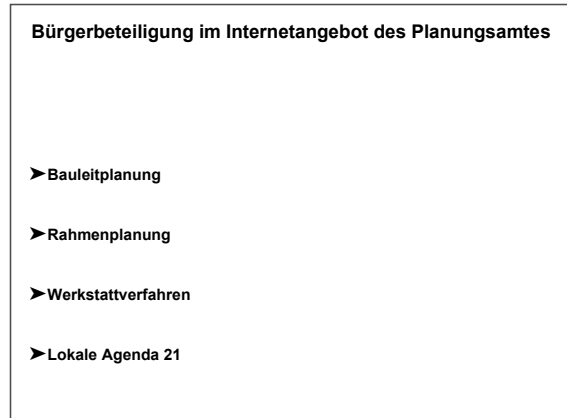 Bürgerbeteiligung im Internetangebot des Planungsamtes
➤Bauleitplanung
➤Rahmenplanung
➤Werkstattverfahren
➤Lokale Agenda 21